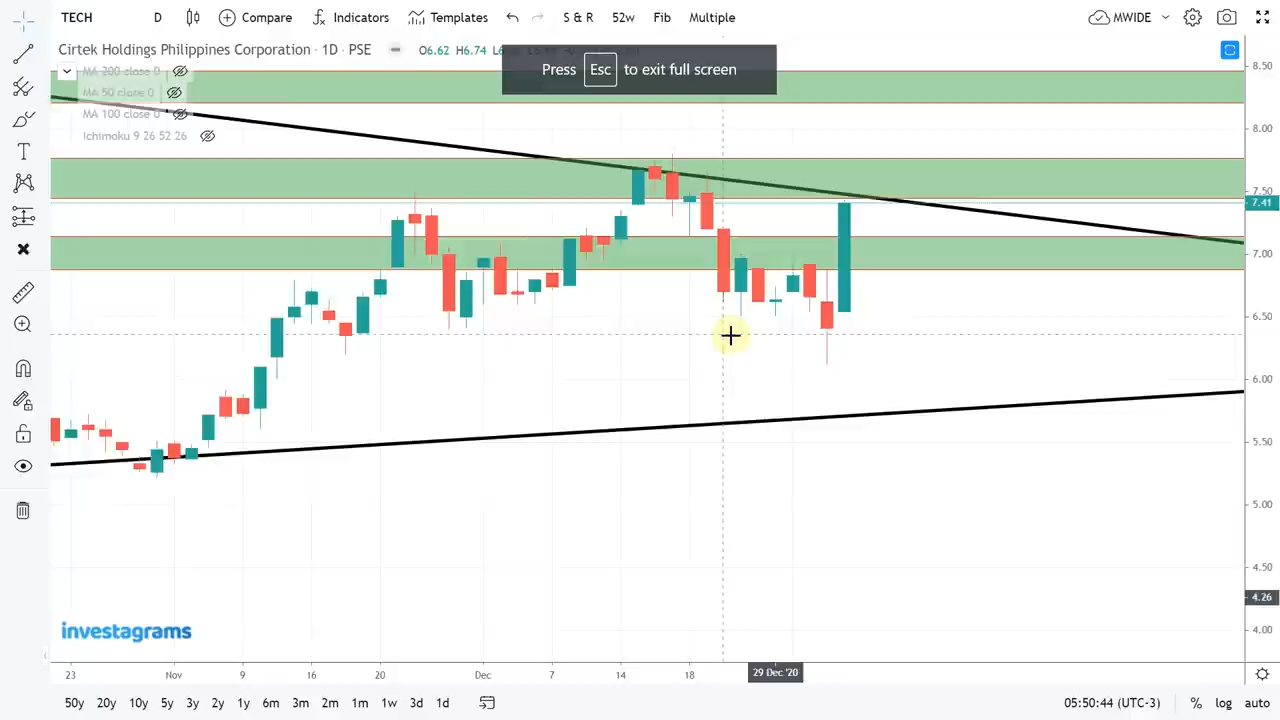 TECH D Compare Indicators Templates S & R 52w Fib Multiple MWIDE
Cirtek Holdings Philippines Corporation · 1D · PSE O6.62 H6.74
Press Esc to exit full screen
MA 200 close 0
MA 50 close 0
MA 100 close 0
Ichimoku 9 26 52 26
8.50
8.00
7.50
7.41
7.00
6.50
6.00
5.50
5.00
4.50
4.26
4.00
investagrams
23 Nov 9 16 20 Dec 7 14 18 29 Dec '20
50y 20y 10y 5y 3y 2y 1y 6m 3m 2m 1m 1w 3d 1d 05:50:44 (UTC-3) % log auto